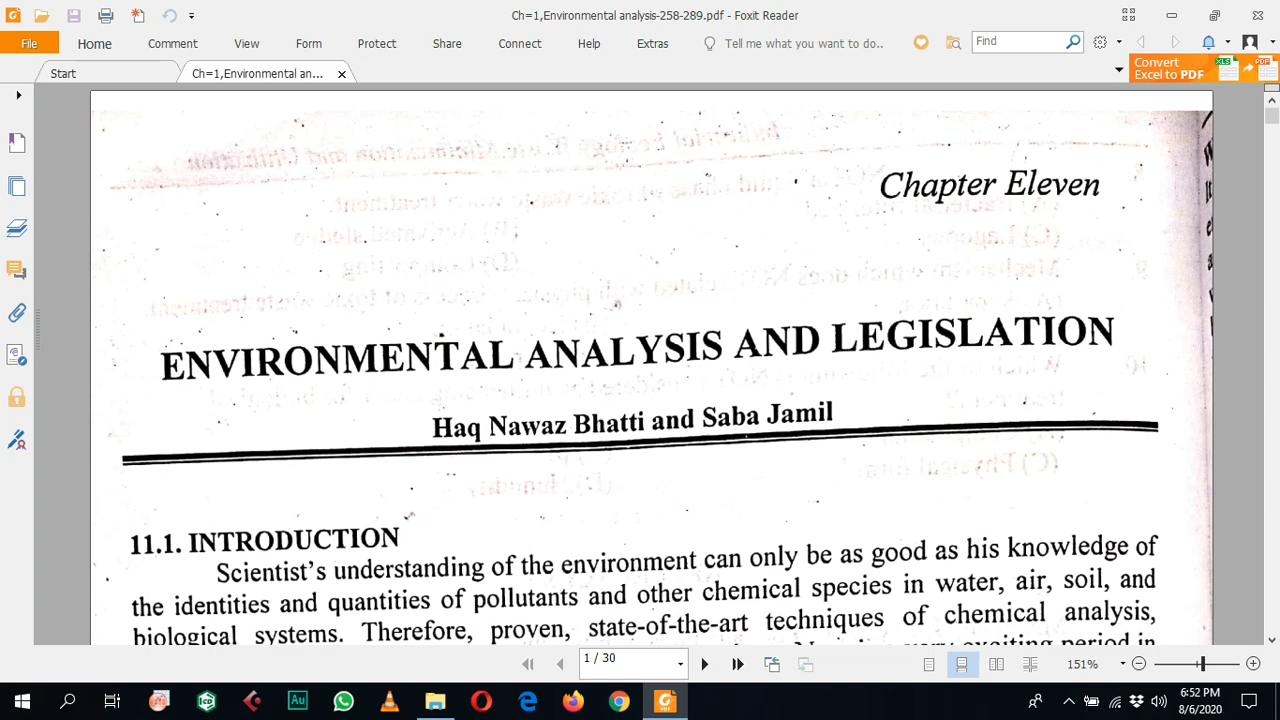 Ch=1,Environmental analysis-258-289.pdf - Foxit Reader
File Home Comment View Form Protect Share Connect Help Extras Tell me what you want to do.. Find
Start Ch=1,Environmental an...
Convert
Excel to PDF
Chapter Eleven
ENVIRONMENTAL ANALYSIS AND LEGISLATION
Haq Nawaz Bhatti and Saba Jamil
11.1. INTRODUCTION
Scientist's understanding of the environment can only be as good as his knowledge of
the identities and quantities of pollutants and other chemical species in water, air, soil, and
biological systems. Therefore, proven, state-of-the-art techniques of chemical analysis,
1 / 30
151%
6:52 PM
8/6/2020